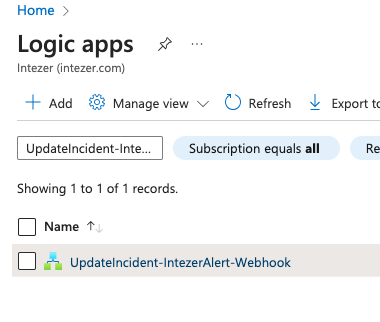 Home
Logic apps
Intezer (intezer.com)
Add Manage view Refresh Export to
UpdateIncident-Inte... Subscription equals all Re
Showing 1 to 1 of 1 records.
Name
UpdateIncident-IntezerAlert-Webhook